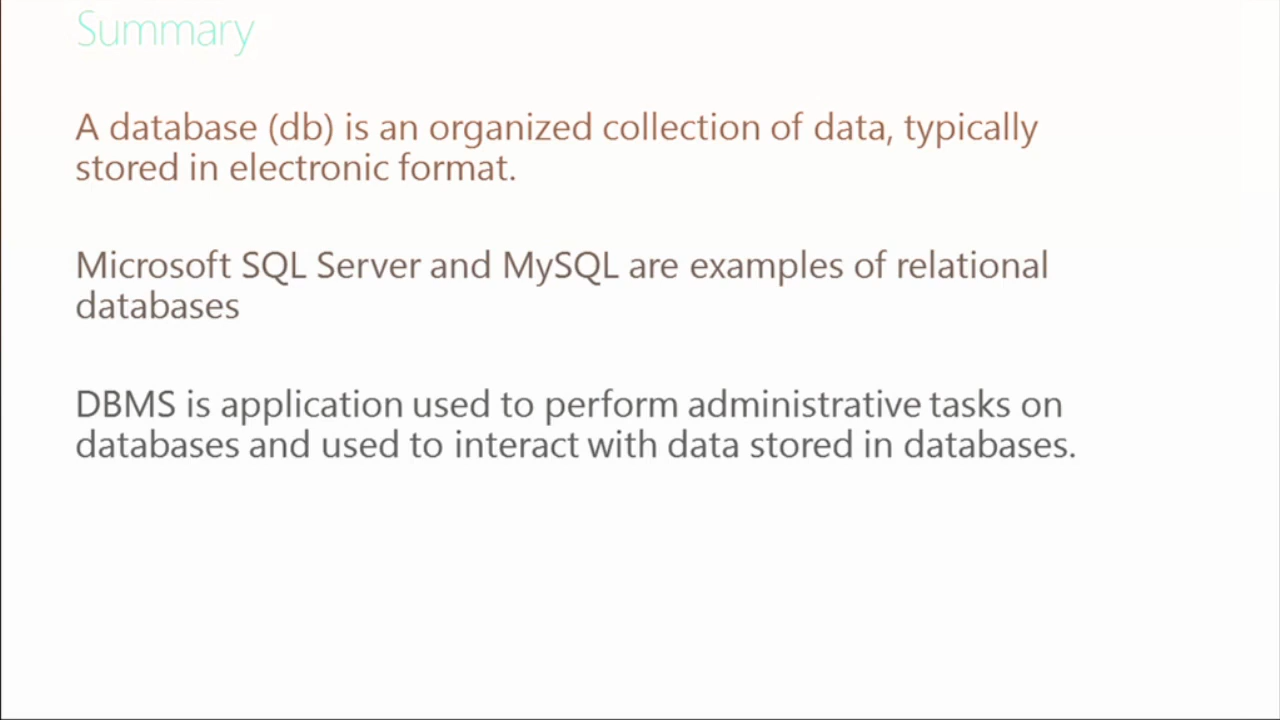 Summary
A database (db) is an organized collection of data, typically
stored in electronic format.
Microsoft SQL Server and MySQL are examples of relational
databases
DBMS is application used to perform administrative tasks on
databases and used to interact with data stored in databases.